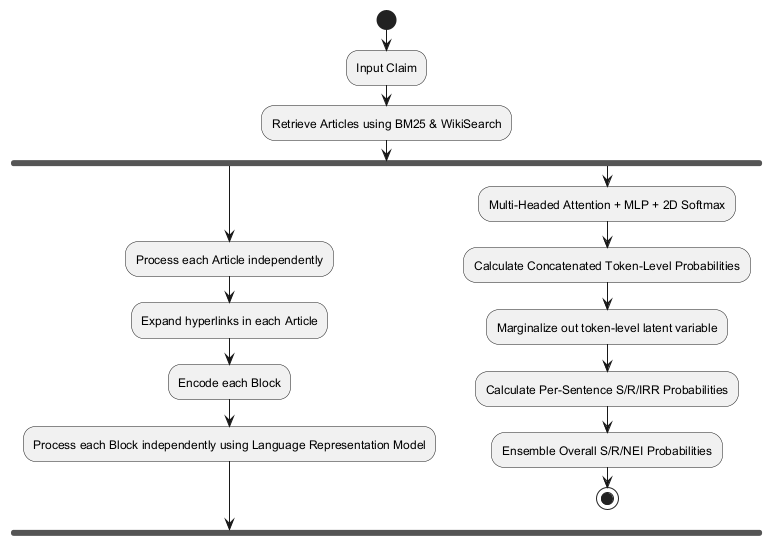 Input Claim
Retrieve Articles using BM25 & WikiSearch
Process each Article independently
Expand hyperlinks in each Article
Encode each Block
Process each Block independently using Language Representation Model
Multi-Headed Attention + MLP + 2D Softmax
Calculate Concatenated Token-Level Probabilities
Marginalize out token-level latent variable
Calculate Per-Sentence S/R/IRR Probabilities
Ensemble Overall S/R/NEI Probabilities